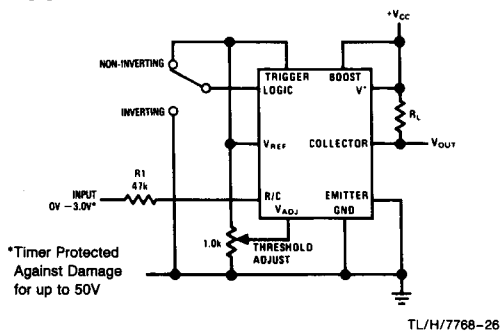 +VCC
NON-INVERTING
TRIGGER
BOOST
LOGIC
V+
INVERTING
RL
VREF
COLLECTOR
VOUT
R1
47k
INPUT
0V –3.0V*
R/C
EMITTER
VADJ
GND
1.0k
THRESHOLD
ADJUST
*Timer Protected
Against Damage
for up to 50V
TL/H/7768–26